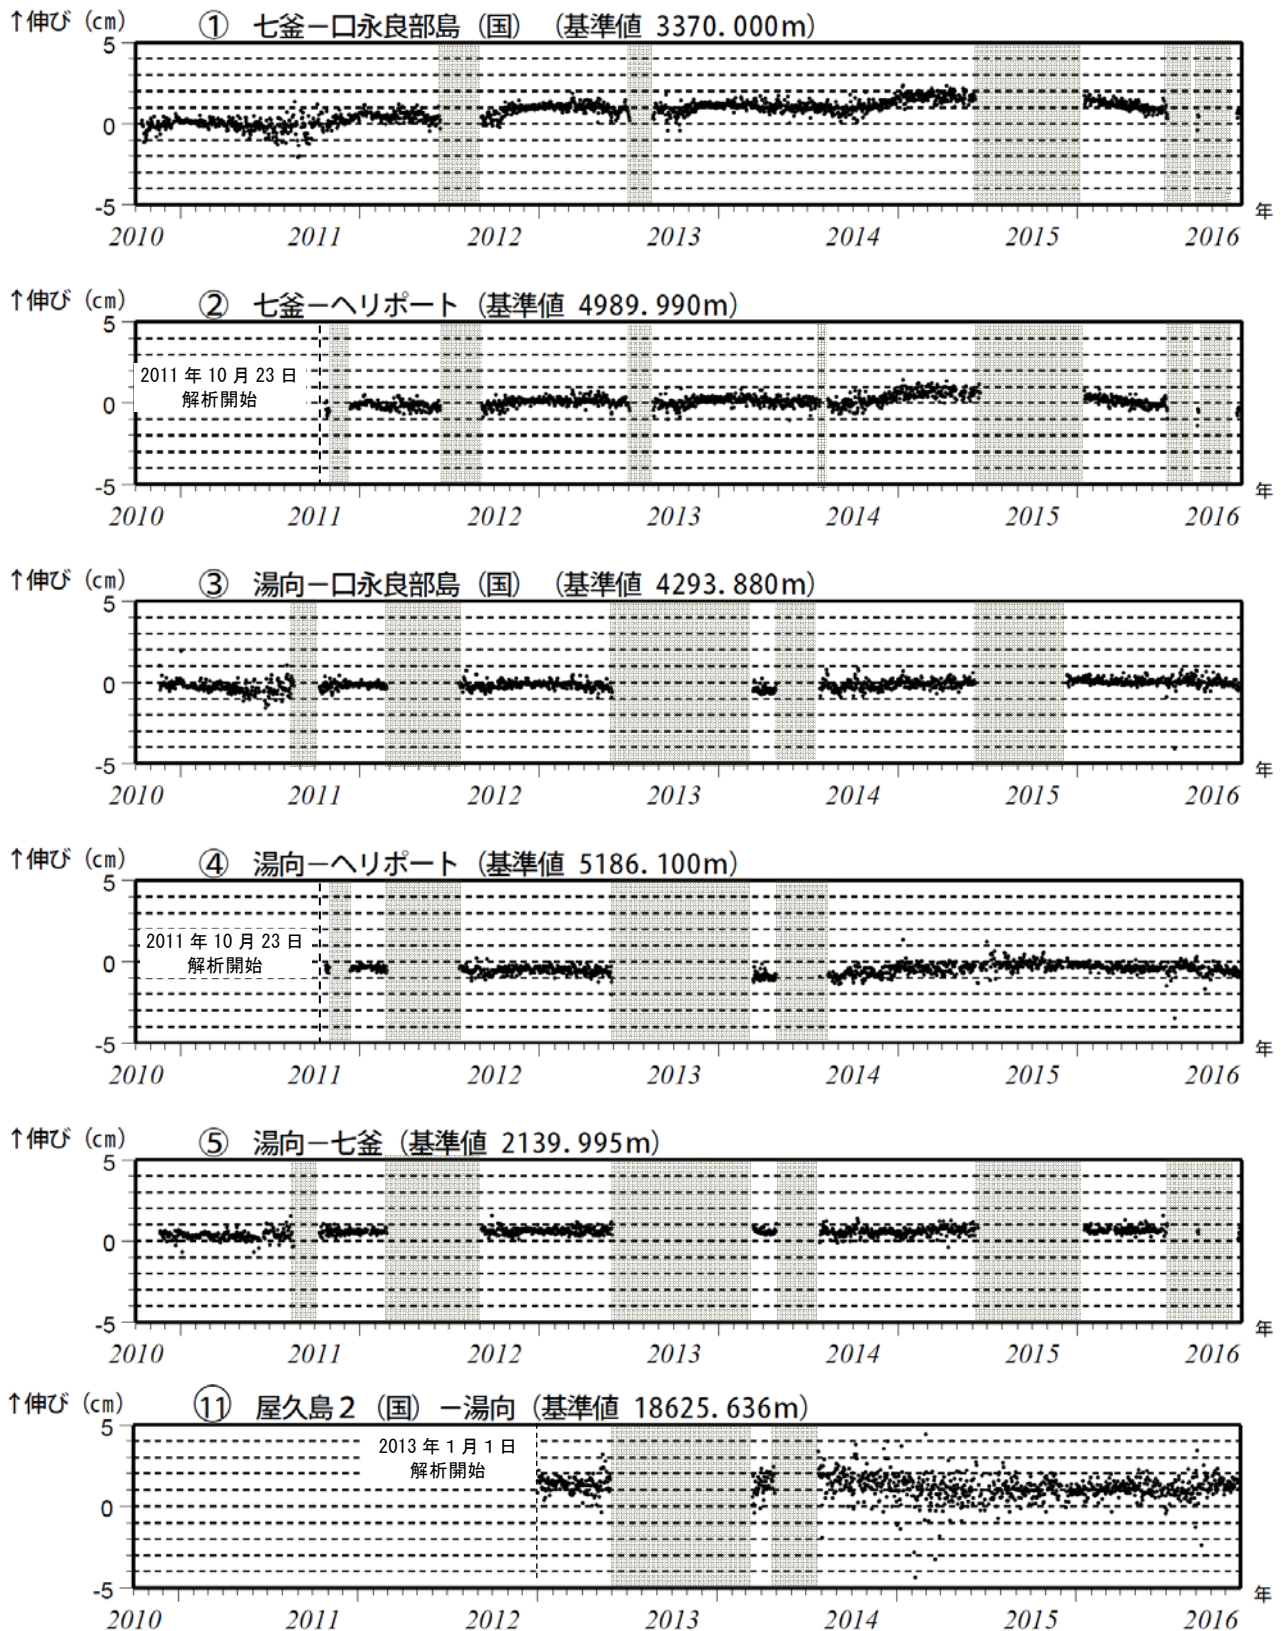 ↑伸び（cm） ① 七釜－口永良部島（国）（基準値 3370.000m）
5
0
-5
年
2010 2011 2012 2013 2014 2015 2016
↑伸び（cm） ② 七釜－ヘリポート（基準値 4989.990m）
5
2011 年 10 月 23 日
解析開始
0
-5
年
2010 2011 2012 2013 2014 2015 2016
↑伸び（cm） ③ 湯向－口永良部島（国）（基準値 4293.880m）
5
0
-5
年
2010 2011 2012 2013 2014 2015 2016
↑伸び（cm） ④ 湯向－ヘリポート（基準値 5186.100m）
5
2011 年 10 月 23 日
解析開始
0
-5
年
2010 2011 2012 2013 2014 2015 2016
↑伸び（cm） ⑤ 湯向－七釜（基準値 2139.995m）
5
0
-5
年
2010 2011 2012 2013 2014 2015 2016
↑伸び（cm） ⑪ 屋久島２（国）－湯向（基準値 18625.636m）
5
2013 年 1 月 1 日
解析開始
0
-5
年
2010 2011 2012 2013 2014 2015 2016